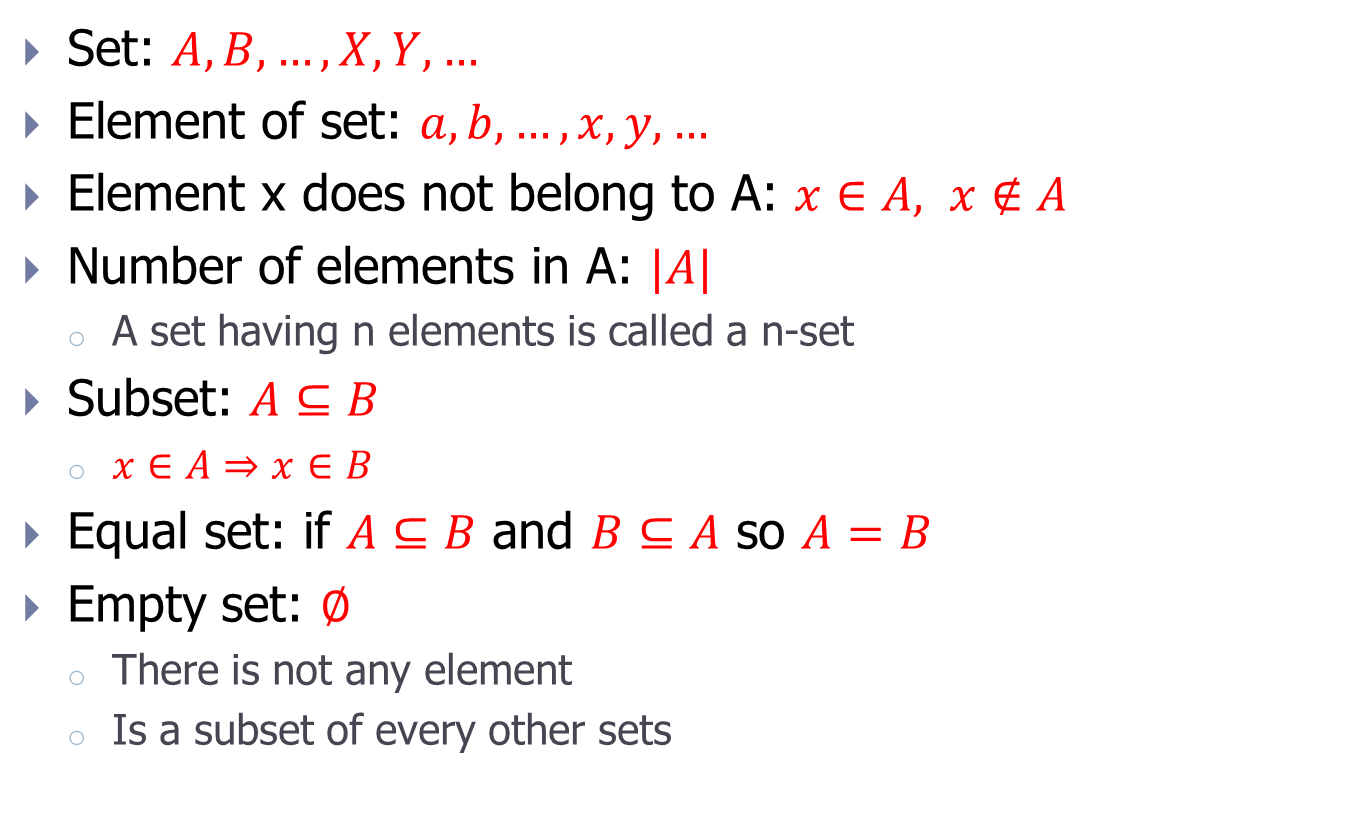 Set: A, B, … , X, Y, …
Element of set: a, b, … , x, y, …
Element x does not belong to A: x ∈ A, x ∉ A
Number of elements in A: |A|
A set having n elements is called a n-set
Subset: A ⊆ B
x ∈ A ⇒ x ∈ B
Equal set: if A ⊆ B and B ⊆ A so A = B
Empty set: ∅
There is not any element
Is a subset of every other sets